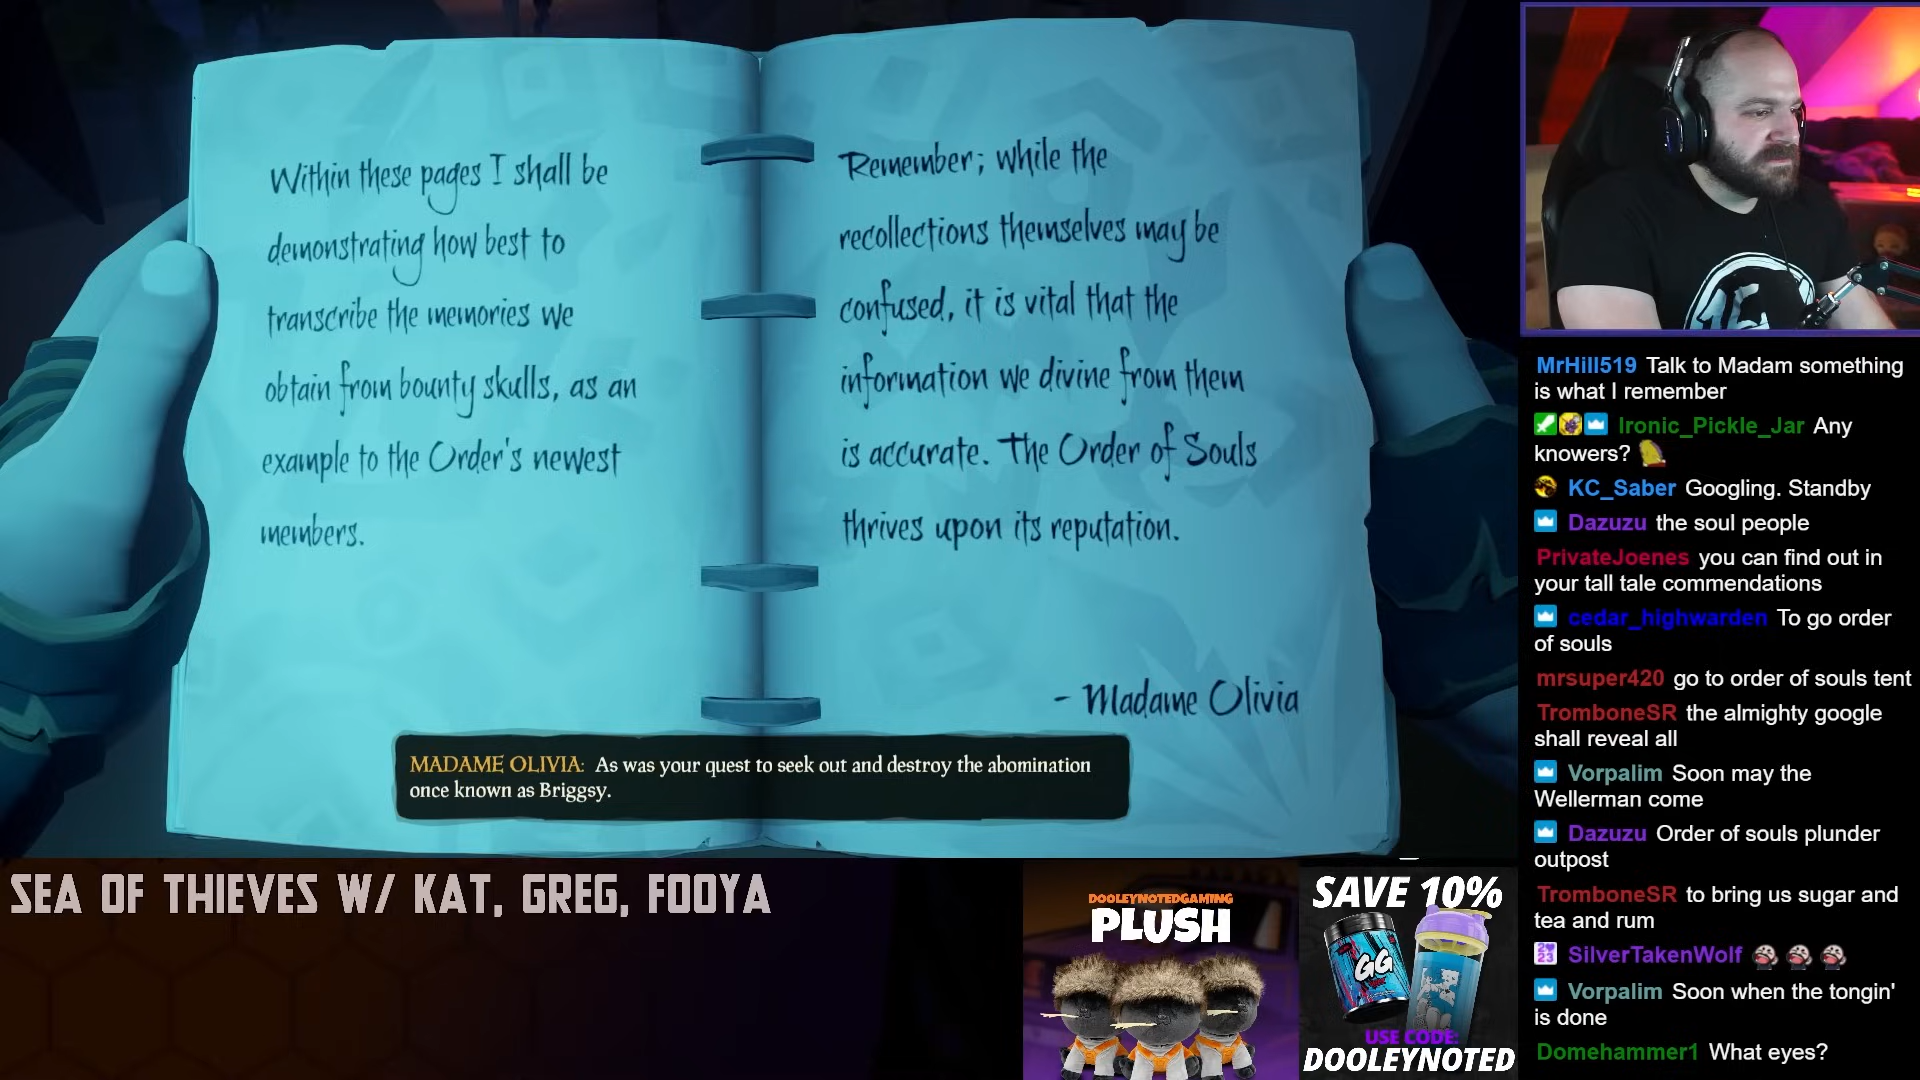 Within these pages I shall be
demonstrating how best to
transcribe the memories we
obtain from bounty skulls, as an
example to the Order's newest
members.
Remember; while the
recollections themselves may be
confused, it is vital that the
information we divine from them
is accurate. The Order of Souls
thrives upon its reputation.
- Madame Olivia
MADAME OLIVIA: As was your quest to seek out and destroy the abomination
once known as Briggsy.
SEA OF THIEVES W/ KAT, GREG, FOOYA
DOOLEYNOTEDGAMING
PLUSH
SAVE 10%
GG
USE CODE:
DOOLEYNOTED
MrHill519 Talk to Madam something
is what I remember
Ironic_Pickle_Jar Any
knowers?
KC_Saber Googling. Standby
Dazuzu the soul people
PrivateJoenes you can find out in
your tall tale commendations
cedar_highwarden To go order
of souls
mrsuper420 go to order of souls tent
TromboneSR the almighty google
shall reveal all
Vorpalim Soon may the
Wellerman come
Dazuzu Order of souls plunder
outpost
TromboneSR to bring us sugar and
tea and rum
SilverTakenWolf
Vorpalim Soon when the tongin'
is done
Domehammer1 What eyes?